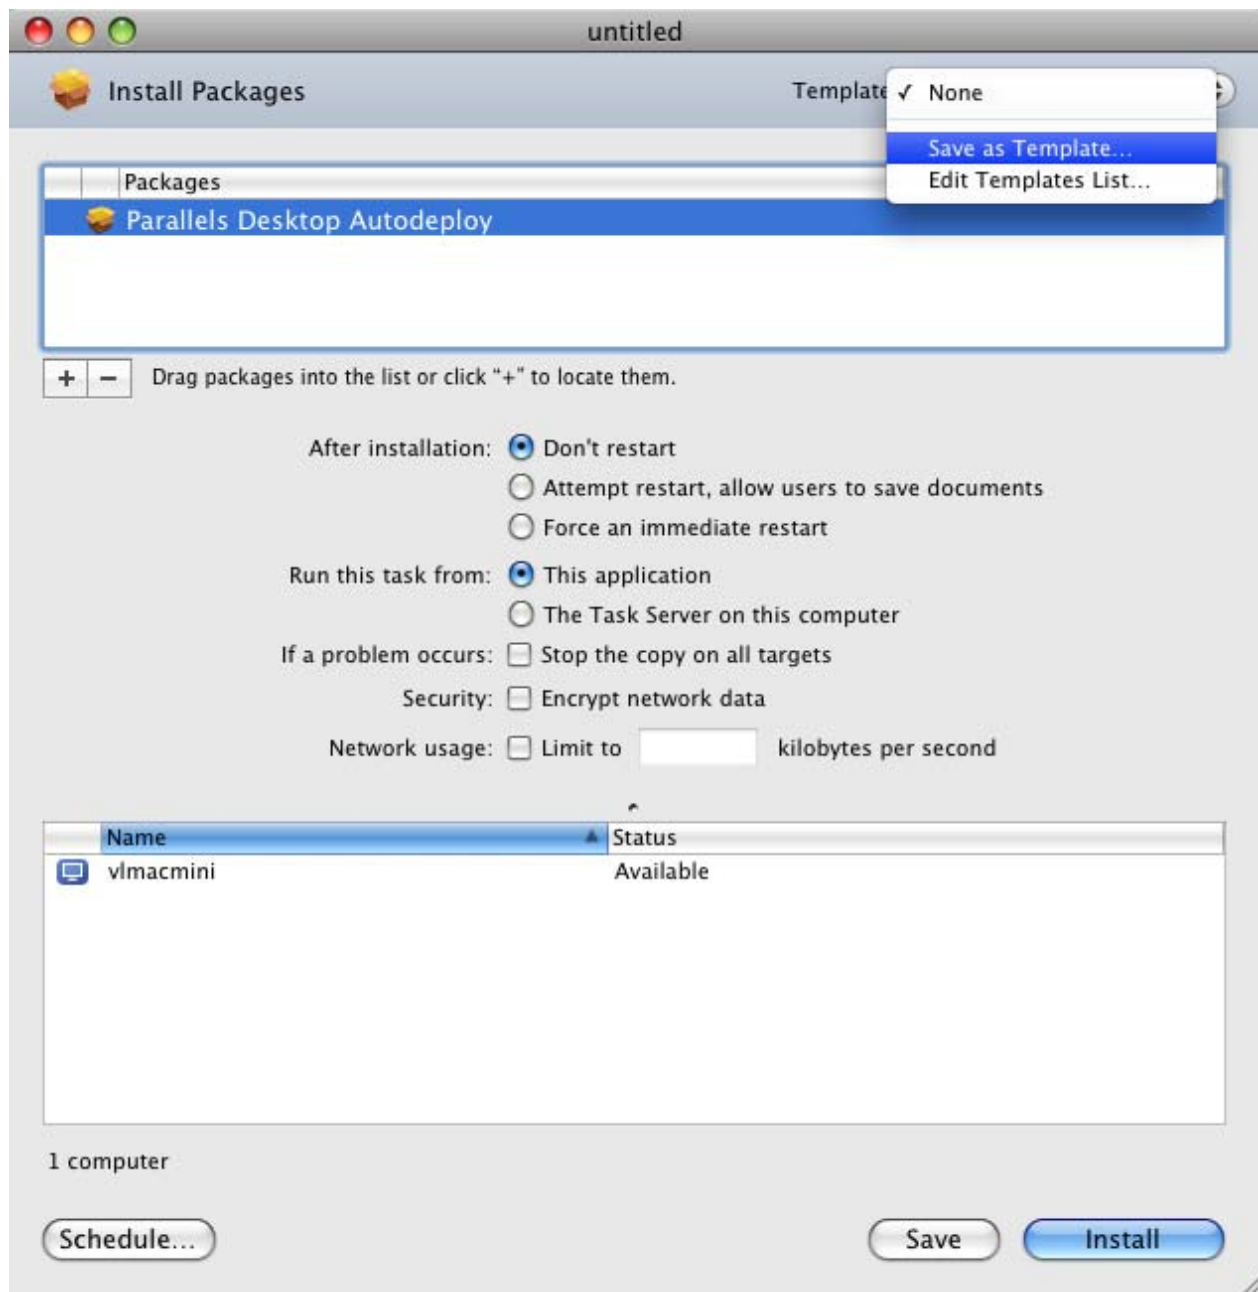 untitled
Install Packages
Template
✓ None
Save as Template...
Edit Templates List...
Packages
Parallels Desktop Autodeploy
+ − Drag packages into the list or click “+” to locate them.
After installation: Don't restart
Attempt restart, allow users to save documents
Force an immediate restart
Run this task from: This application
The Task Server on this computer
If a problem occurs: Stop the copy on all targets
Security: Encrypt network data
Network usage: Limit to kilobytes per second
Name Status
vlmacmini Available
1 computer
Schedule... Save Install